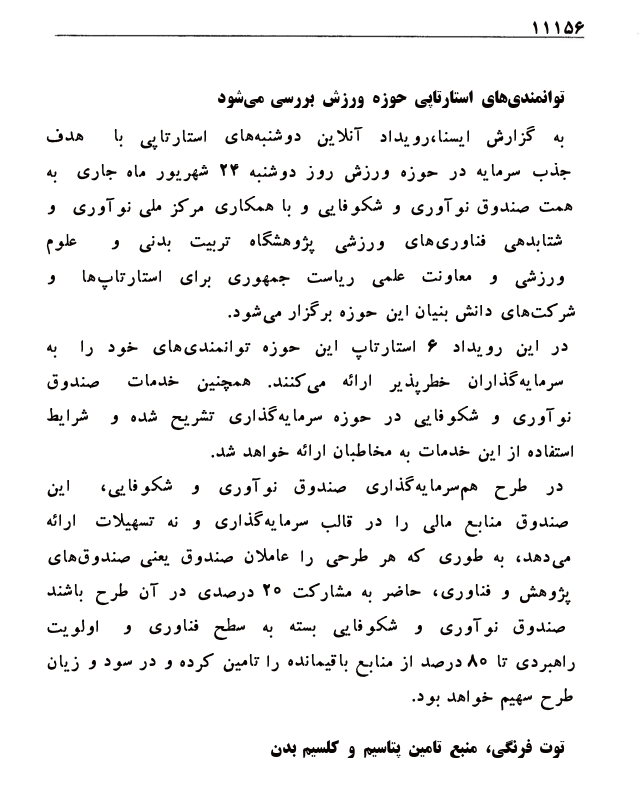 ۱۱۱۵۶
توانمندی‌های استارتاپی حوزه ورزش بررسی می‌شود
به گزارش ایسنا،رویداد آنلاین دوشنبه‌های استارتاپی با هدف
جذب سرمایه در حوزه ورزش روز دوشنبه ۲۴ شهریور ماه جاری به
همت صندوق نوآوری و شکوفایی و با همکاری مرکز ملی نوآوری و
شتابدهی فناوری‌های ورزشی پژوهشگاه تربیت بدنی و علوم
ورزشی و معاونت علمی ریاست جمهوری برای استارتاپ‌ها و
شرکت‌های دانش بنیان این حوزه برگزار می‌شود.
در این رویداد ۶ استارتاپ این حوزه توانمندی‌های خود را به
سرمایه‌گذاران خطرپذیر ارائه می‌کنند. همچنین خدمات صندوق
نوآوری و شکوفایی در حوزه سرمایه‌گذاری تشریح شده و شرایط
استفاده از این خدمات به مخاطبان ارائه خواهد شد.
در طرح هم‌سرمایه‌گذاری صندوق نوآوری و شکوفایی، این
صندوق منابع مالی را در قالب سرمایه‌گذاری و نه تسهیلات ارائه
می‌دهد، به طوری که هر طرحی را عاملان صندوق یعنی صندوق‌های
پژوهش و فناوری، حاضر به مشارکت ۲۰ درصدی در آن طرح باشند
صندوق نوآوری و شکوفایی بسته به سطح فناوری و اولویت
راهبردی تا ۸۰ درصد از منابع باقیمانده را تامین کرده و در سود و زیان
طرح سهیم خواهد بود.
توت فرنگی، منبع تامین پتاسیم و کلسیم بدن